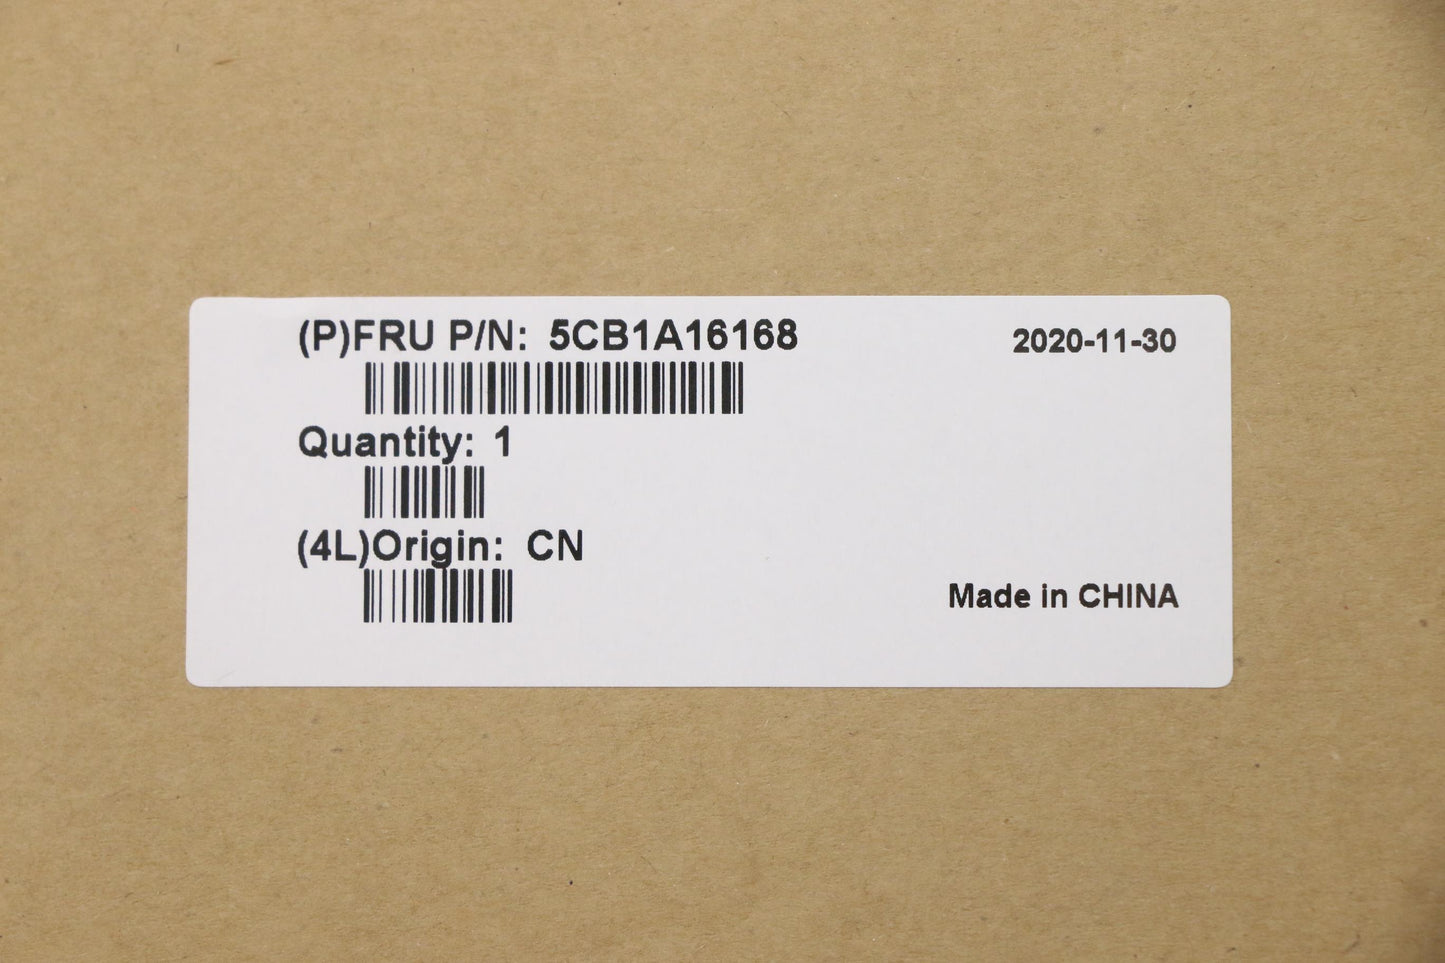 (P)FRU P/N: 5CB1A16168
2020-11-30
Quantity: 1
(4L)Origin: CN
Made in CHINA